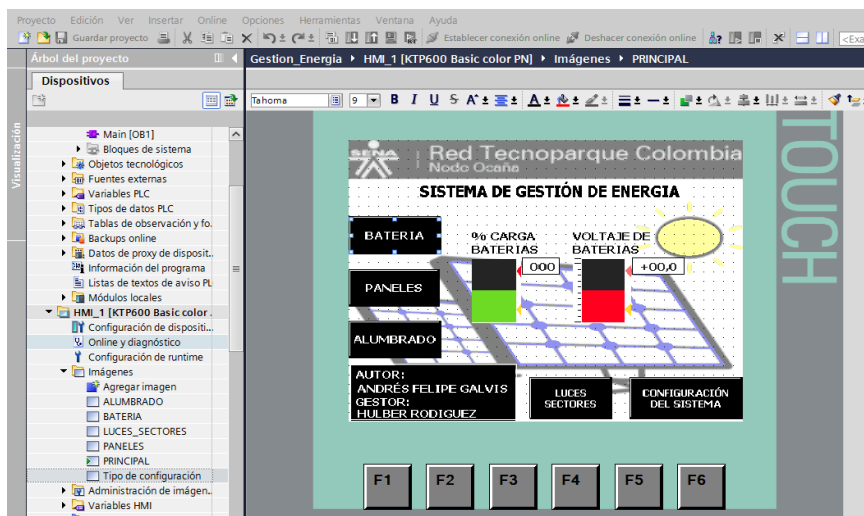 Proyecto Edición Ver Insertar Online Opciones Herramientas Ventana Ayuda
Guardar proyecto Establecer conexión online Deshacer conexión online <Exa
Árbol del proyecto
Gestion_Energia HMI_1 [KTP600 Basic color PN] Imágenes PRINCIPAL
Dispositivos
Tahoma 9 B I U S A A
Visualización
Main [OB1]
Bloques de sistema
Objetos tecnológicos
Fuentes externas
Variables PLC
Tipos de datos PLC
Tablas de observación y fo.
Backups online
Datos de proxy de disposit..
Información del programa
Listas de textos de aviso PL
Módulos locales
HMI_1 [KTP600 Basic color .
Configuración de dispositi...
Online y diagnóstico
Configuración de runtime
Imágenes
Agregar imagen
ALUMBRADO
BATERIA
LUCES_SECTORES
PANELES
PRINCIPAL
Tipo de configuración
Administración de imágen..
Variables HMI
SENA
Red Tecnoparque Colombia
Nodo Ocaña
SISTEMA DE GESTIÓN DE ENERGIA
BATERIA
% CARGA
BATERIAS
VOLTAJE DE
BATERIAS
000
+00,0
PANELES
ALUMBRADO
AUTOR:
ANDRÉS FELIPE GALVIS
GESTOR:
HULBER RODIGUEZ
LUCES
SECTORES
CONFIGURACIÓN
DEL SISTEMA
TOUCH
F1 F2 F3 F4 F5 F6